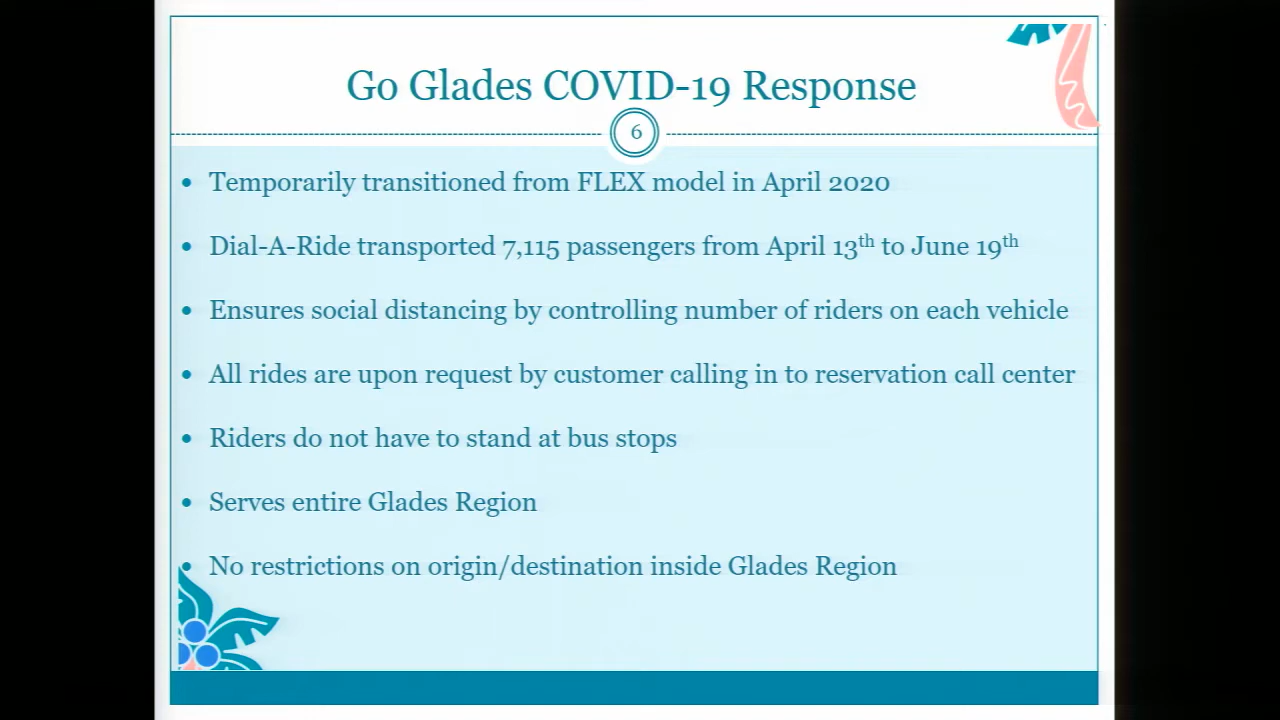 Go Glades COVID-19 Response
6
• Temporarily transitioned from FLEX model in April 2020
• Dial-A-Ride transported 7,115 passengers from April 13th to June 19th
• Ensures social distancing by controlling number of riders on each vehicle
• All rides are upon request by customer calling in to reservation call center
• Riders do not have to stand at bus stops
• Serves entire Glades Region
• No restrictions on origin/destination inside Glades Region